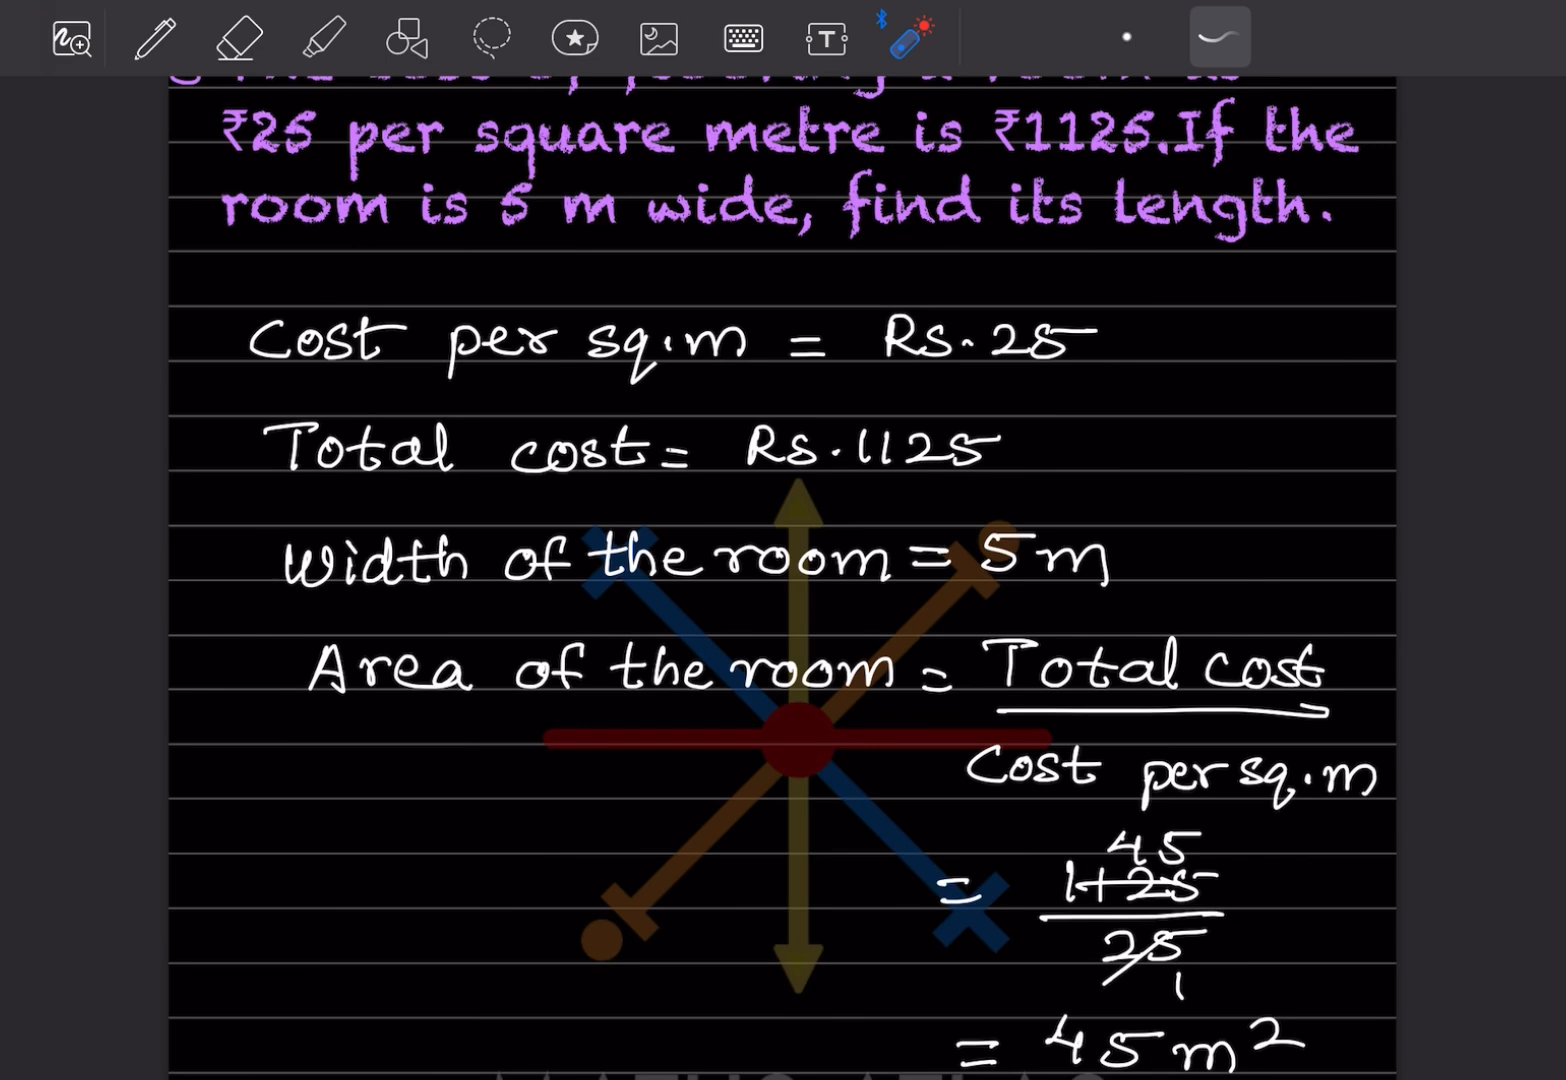 ₹25 per square metre is ₹1125.If the
room is 5 m wide, find its length.
Cost per sq.m = Rs. 25
Total cost = Rs. 1125
Width of the room = 5m
Area of the room = Total cost
Cost per sq.m
45
= 1125
25
1
= 45 m²